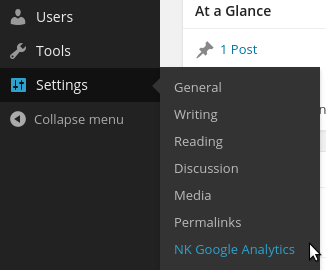 Users
Tools
Settings
Collapse menu
At a Glance
1 Post
General
Writing
Reading
Discussion
Media
Permalinks
NK Google Analytics